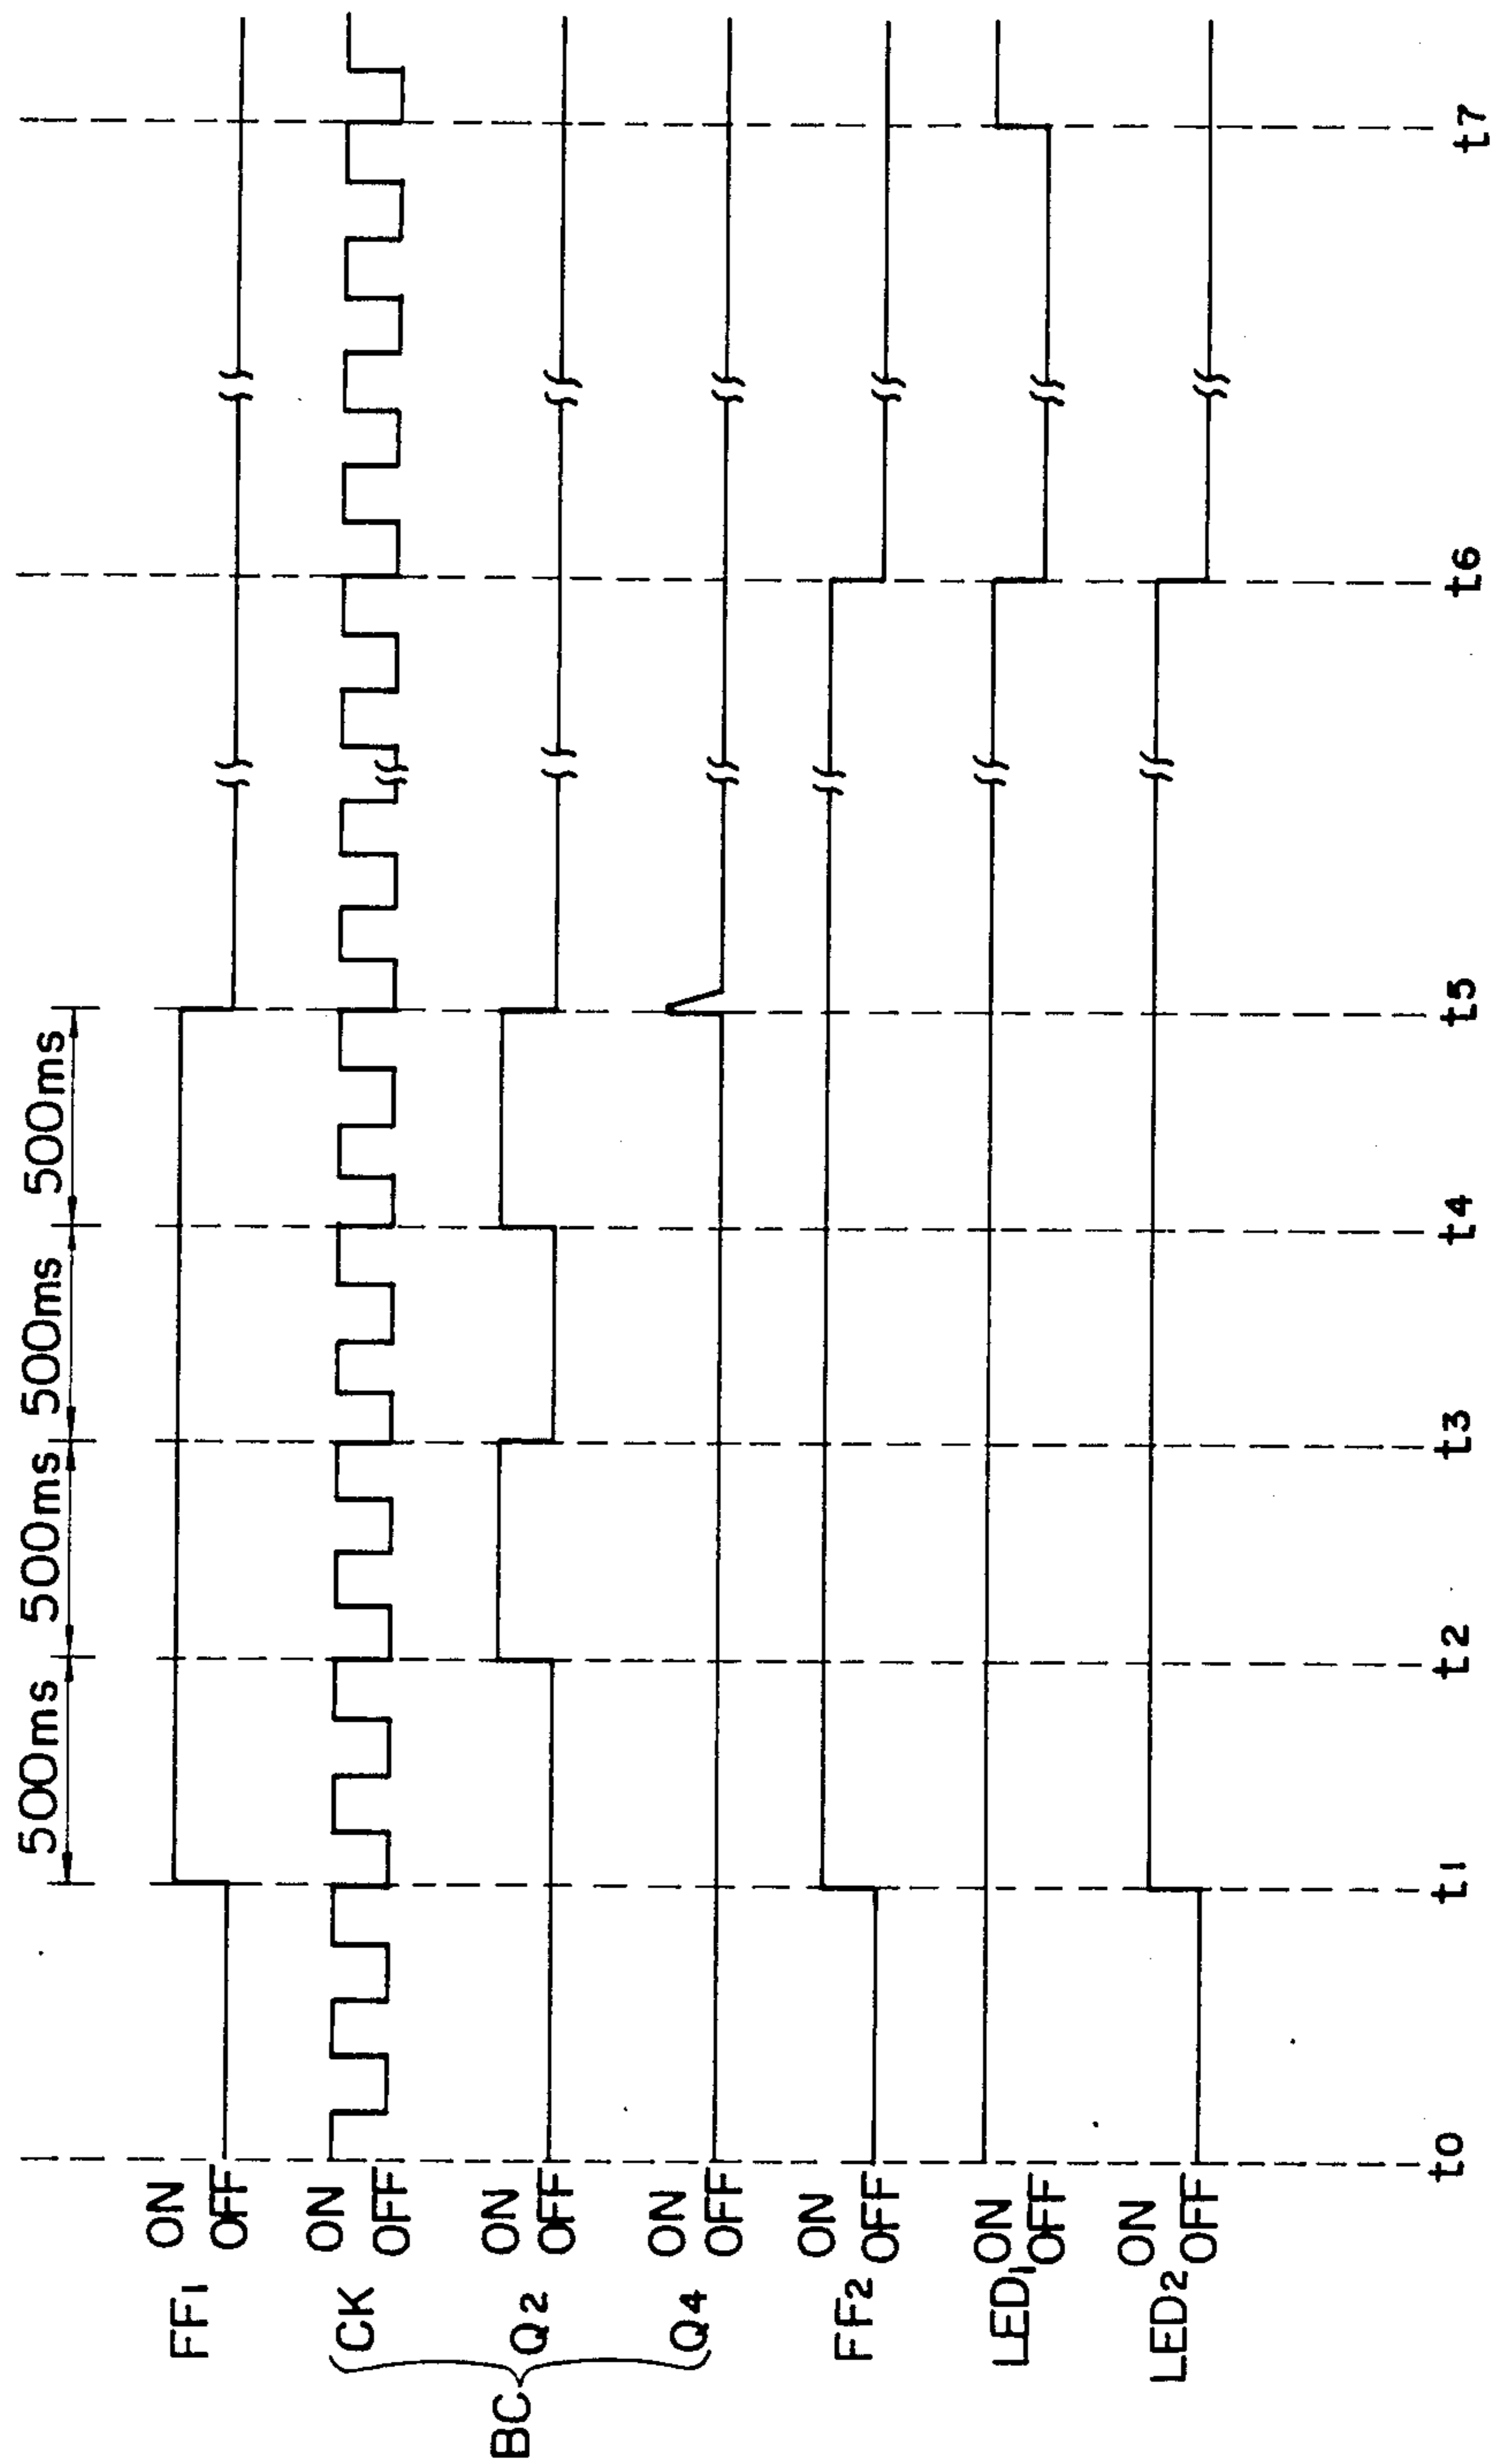 500ms 500ms 500ms 500ms
FF1 ON
OFF
BC
CK ON
OFF
Q2 ON
OFF
Q4 ON
OFF
FF2 ON
OFF
LED1 ON
OFF
LED2 ON
OFF
t0 t1 t2 t3 t4 t5 t6 t7